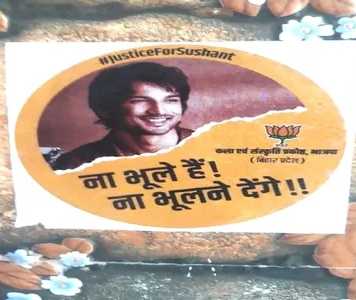 #JusticeForSushant
कला एवं संस्कृति प्रकोष्ठ, भाजपा
(बिहार प्रदेश)
ना भूले हैं!
ना भूलने देंगे!!